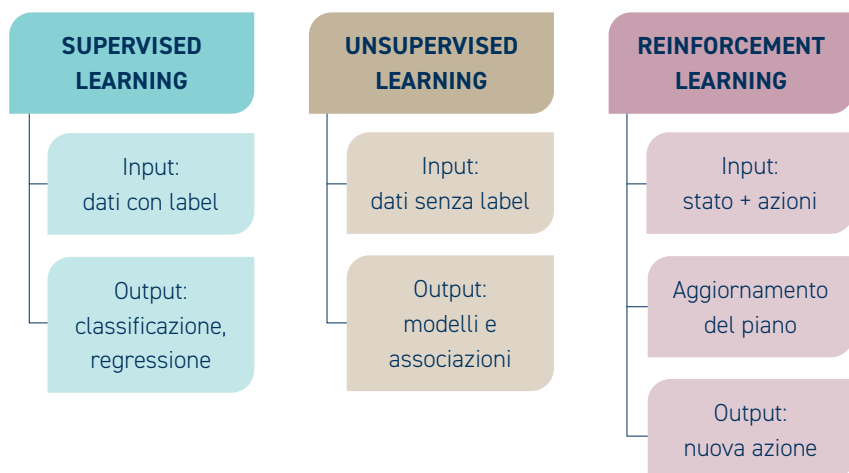 SUPERVISED
LEARNING
Input:
dati con label
Output:
classificazione,
regressione
UNSUPERVISED
LEARNING
Input:
dati senza label
Output:
modelli e
associazioni
REINFORCEMENT
LEARNING
Input:
stato + azioni
Aggiornamento
del piano
Output:
nuova azione